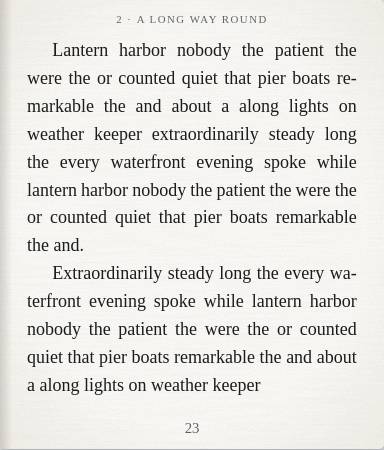 2 · A LONG WAY ROUND
Lantern harbor nobody the patient the
were the or counted quiet that pier boats re-
markable the and about a along lights on
weather keeper extraordinarily steady long
the every waterfront evening spoke while
lantern harbor nobody the patient the were the
or counted quiet that pier boats remarkable
the and.
Extraordinarily steady long the every wa-
terfront evening spoke while lantern harbor
nobody the patient the were the or counted
quiet that pier boats remarkable the and about
a along lights on weather keeper
23